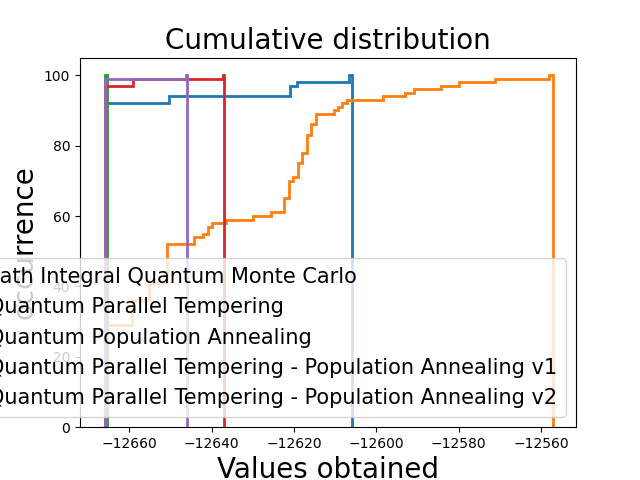 Cumulative distribution
100
80
60
40
20
0
ath Integral Quantum Monte Carlo
Quantum Parallel Tempering
Quantum Population Annealing
Quantum Parallel Tempering - Population Annealing v1
Quantum Parallel Tempering - Population Annealing v2
−12660
−12640
−12620
−12600
−12580
−12560
Values obtained
occurrence